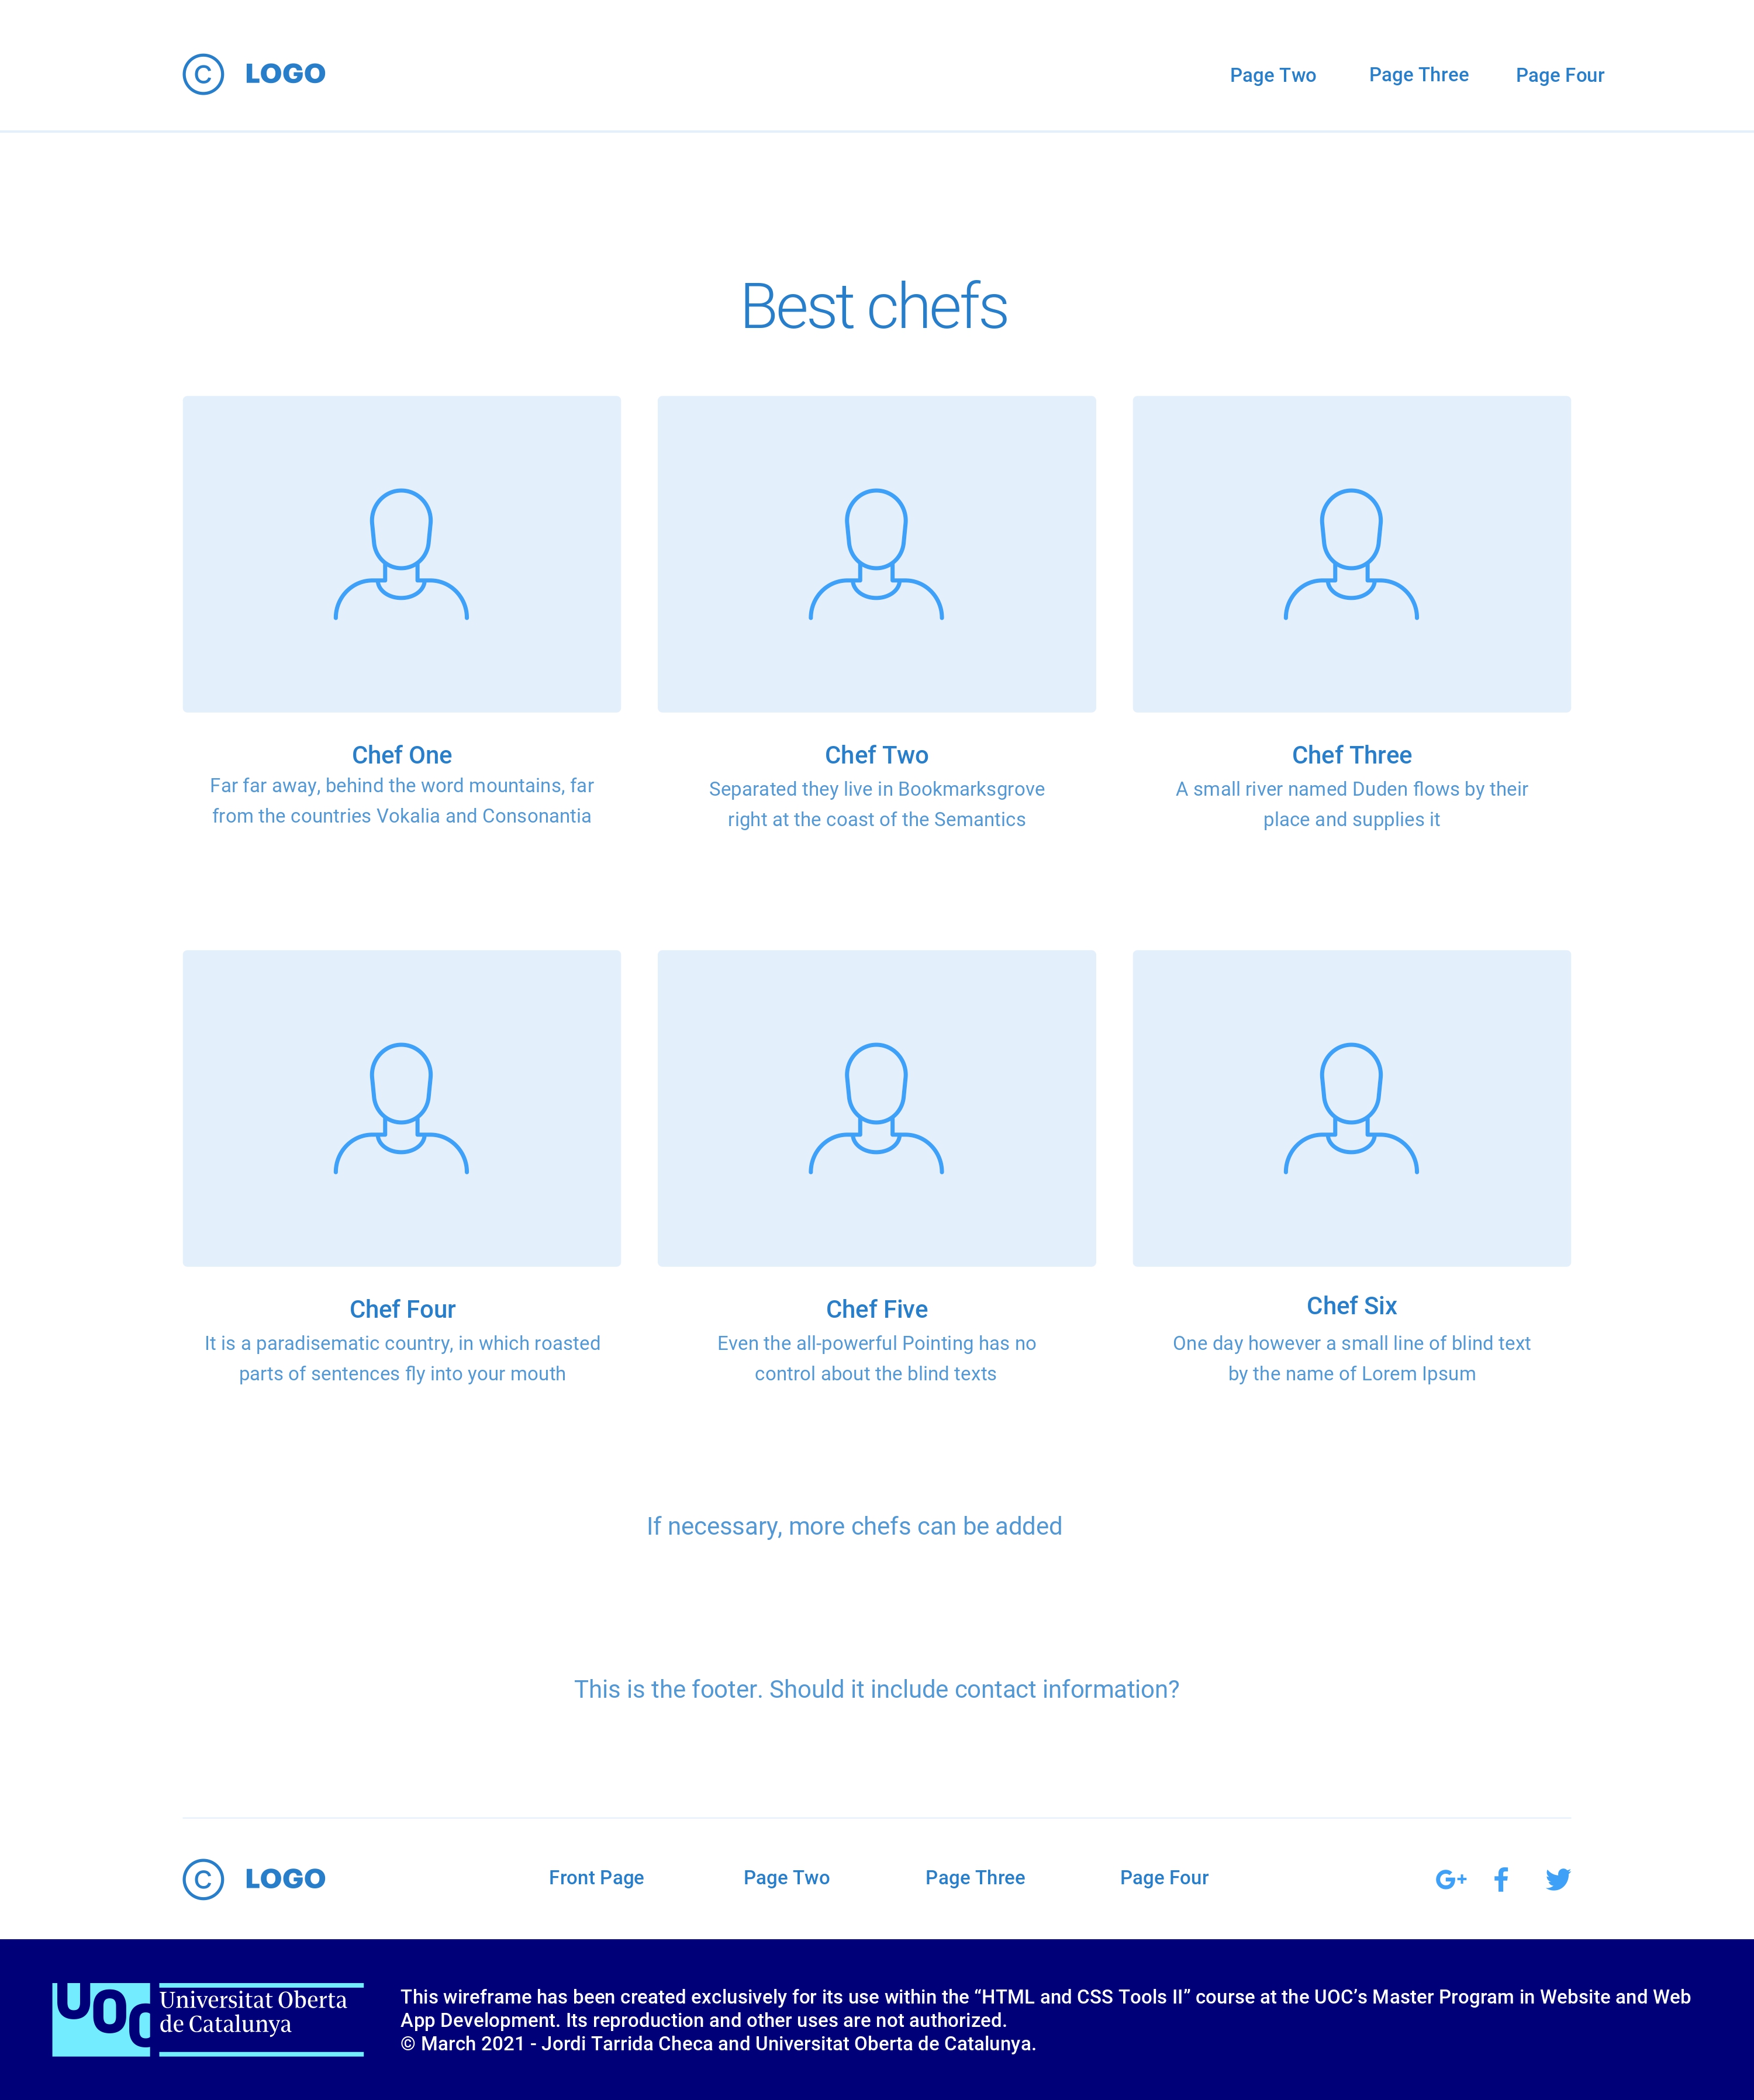 C LOGO
Page Two Page Three Page Four
Best chefs
Chef One
Far far away, behind the word mountains, far
from the countries Vokalia and Consonantia
Chef Two
Separated they live in Bookmarksgrove
right at the coast of the Semantics
Chef Three
A small river named Duden flows by their
place and supplies it
Chef Four
It is a paradisematic country, in which roasted
parts of sentences fly into your mouth
Chef Five
Even the all-powerful Pointing has no
control about the blind texts
Chef Six
One day however a small line of blind text
by the name of Lorem Ipsum
If necessary, more chefs can be added
This is the footer. Should it include contact information?
C LOGO
Front Page Page Two Page Three Page Four
G+ f
UOC
Universitat Oberta
de Catalunya
This wireframe has been created exclusively for its use within the “HTML and CSS Tools II” course at the UOC’s Master Program in Website and Web
App Development. Its reproduction and other uses are not authorized.
© March 2021 - Jordi Tarrida Checa and Universitat Oberta de Catalunya.